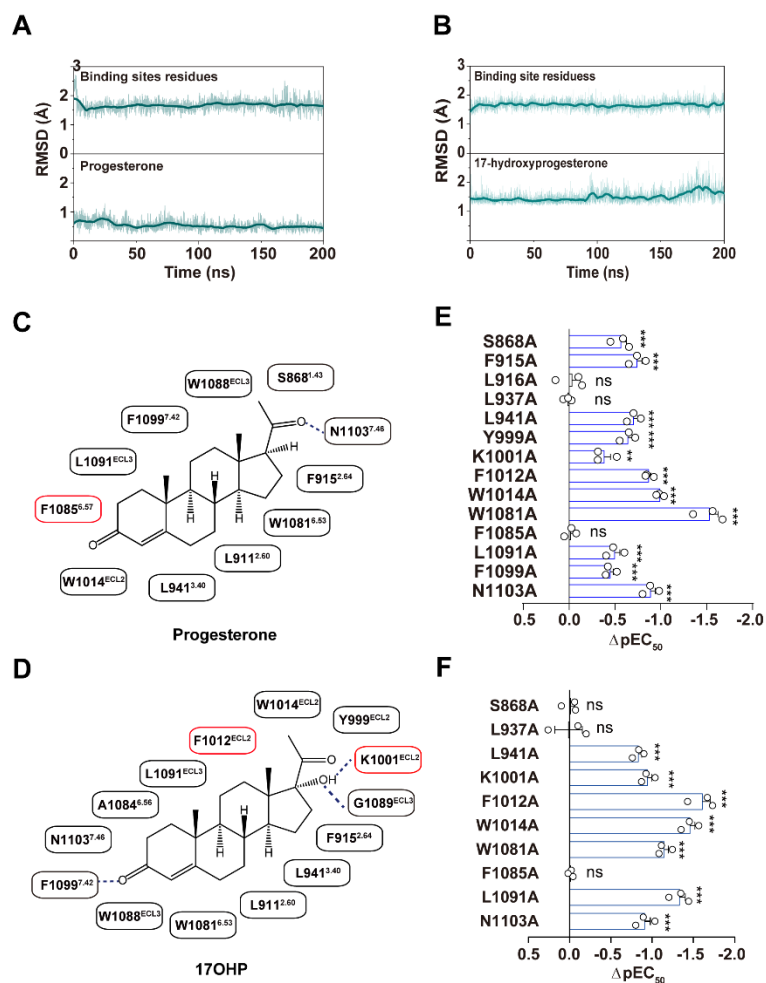 A
3
Binding sites residues
2
1
0
RMSD (Å)
Progesterone
2
1
0
50
100
150
200
Time (ns)
B
3
Binding site residuess
2
1
0
RMSD (Å)
17-hydroxyprogesterone
2
1
0
50
100
150
200
Time (ns)
C
W1088ECL3
S8681.43
F10997.42
O
N11037.46
L1091ECL3
H
H
F9152.64
F10856.57
H
H
W10816.53
O
L9112.60
W1014ECL2
L9413.40
Progesterone
D
W1014ECL2
Y999ECL2
F1012ECL2
O
K1001ECL2
L1091ECL3
OH
G1089ECL3
A10846.56
H
F9152.64
N11037.46
H
H
L9413.40
F10997.42
O
L9112.60
W1088ECL3
W10816.53
17OHP
E
S868A ***
F915A ***
L916A ns
L937A ns
L941A ***
Y999A ***
K1001A **
F1012A ***
W1014A ***
W1081A ***
F1085A ns
L1091A ***
F1099A ***
N1103A ***
0.5 0.0 -0.5 -1.0 -1.5 -2.0
ΔpEC50
F
S868A ns
L937A ns
L941A ***
K1001A ***
F1012A ***
W1014A ***
W1081A ***
F1085A ns
L1091A ***
N1103A ***
0.5 0.0 -0.5 -1.0 -1.5 -2.0
ΔpEC50